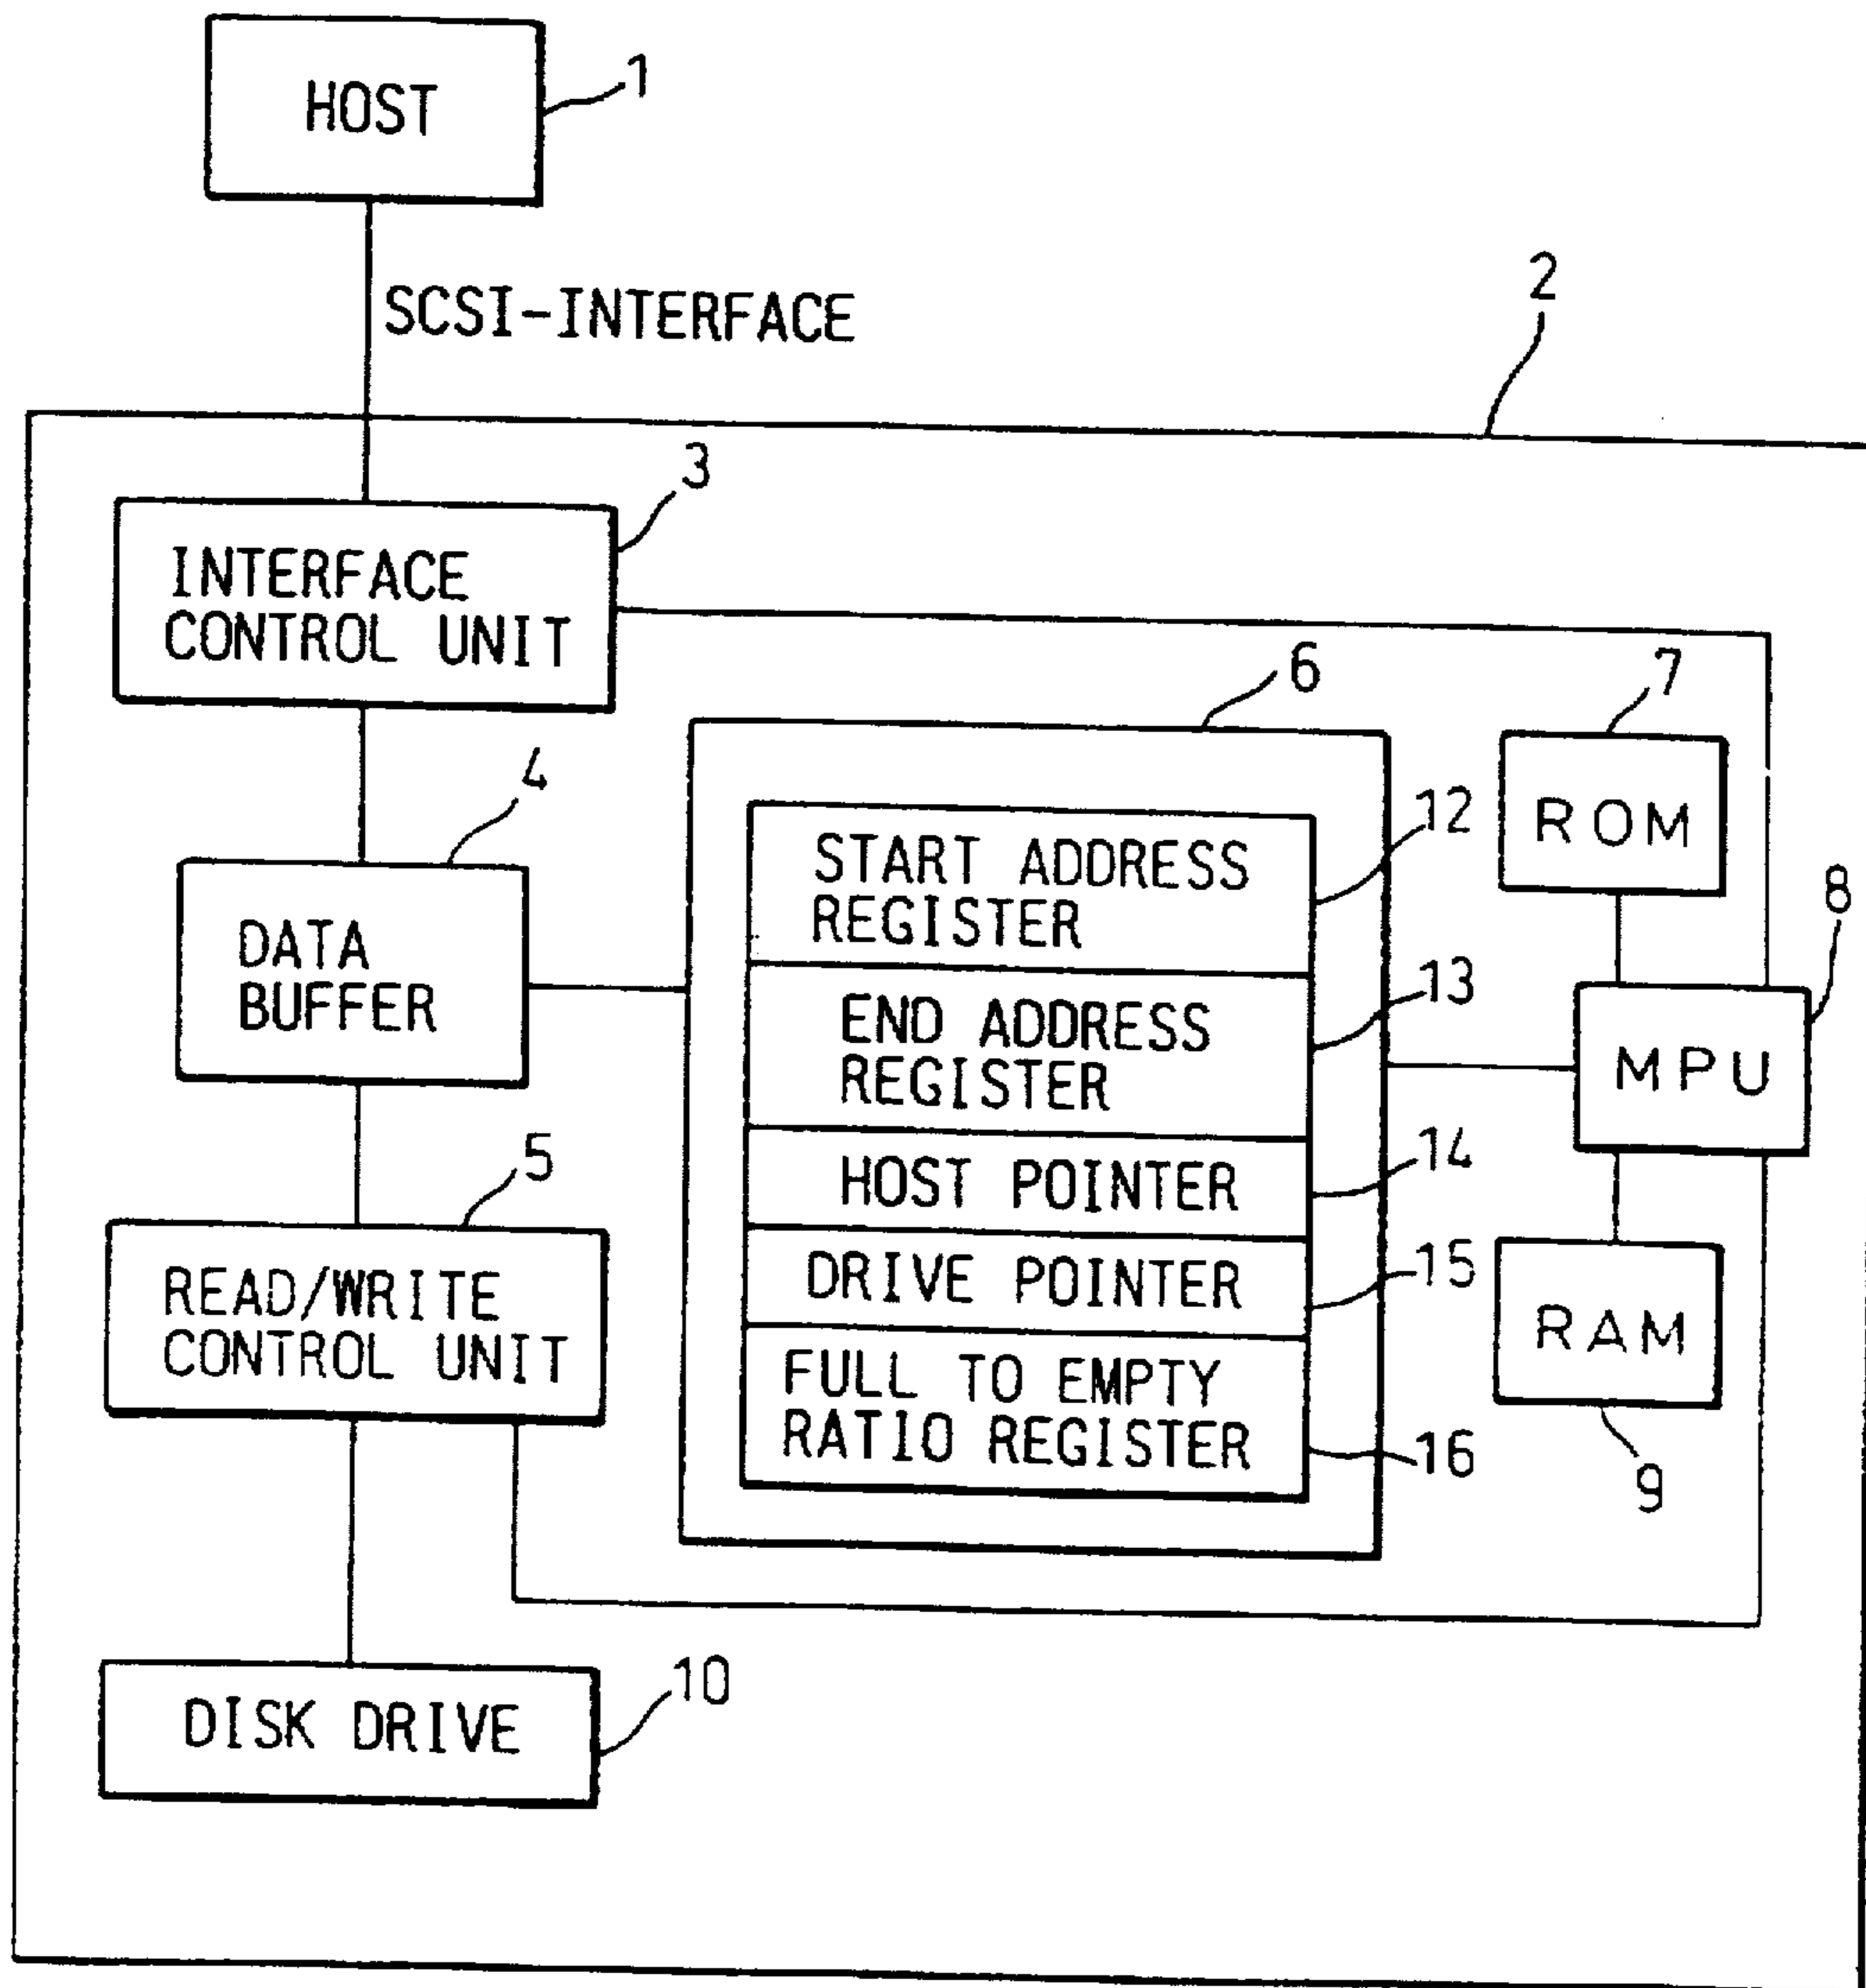 HOST
1
SCSI-INTERFACE
2
3
INTERFACE
CONTROL UNIT
6
7
4
12
ROM
START ADDRESS
REGISTER
8
DATA
BUFFER
13
END ADDRESS
REGISTER
MPU
5
14
HOST POINTER
15
READ/WRITE
CONTROL UNIT
DRIVE POINTER
RAM
FULL TO EMPTY
RATIO REGISTER
16
9
10
DISK DRIVE